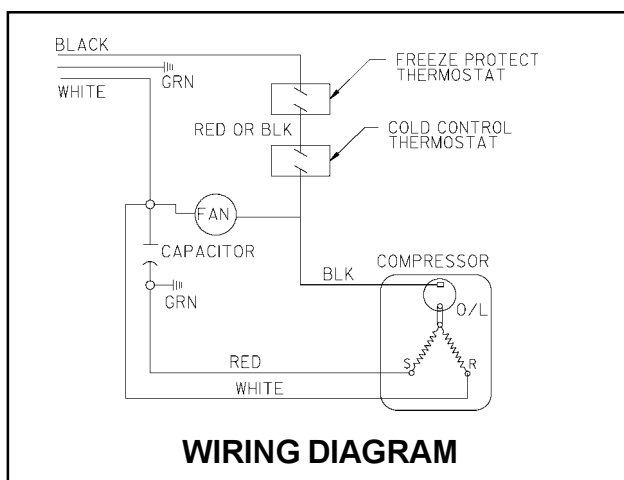 BLACK
FREEZE PROTECT
THERMOSTAT
GRN
WHITE
RED OR BLK
COLD CONTROL
THERMOSTAT
FAN
CAPACITOR
COMPRESSOR
BLK
GRN
O/L
RED
S
R
WHITE
WIRING DIAGRAM